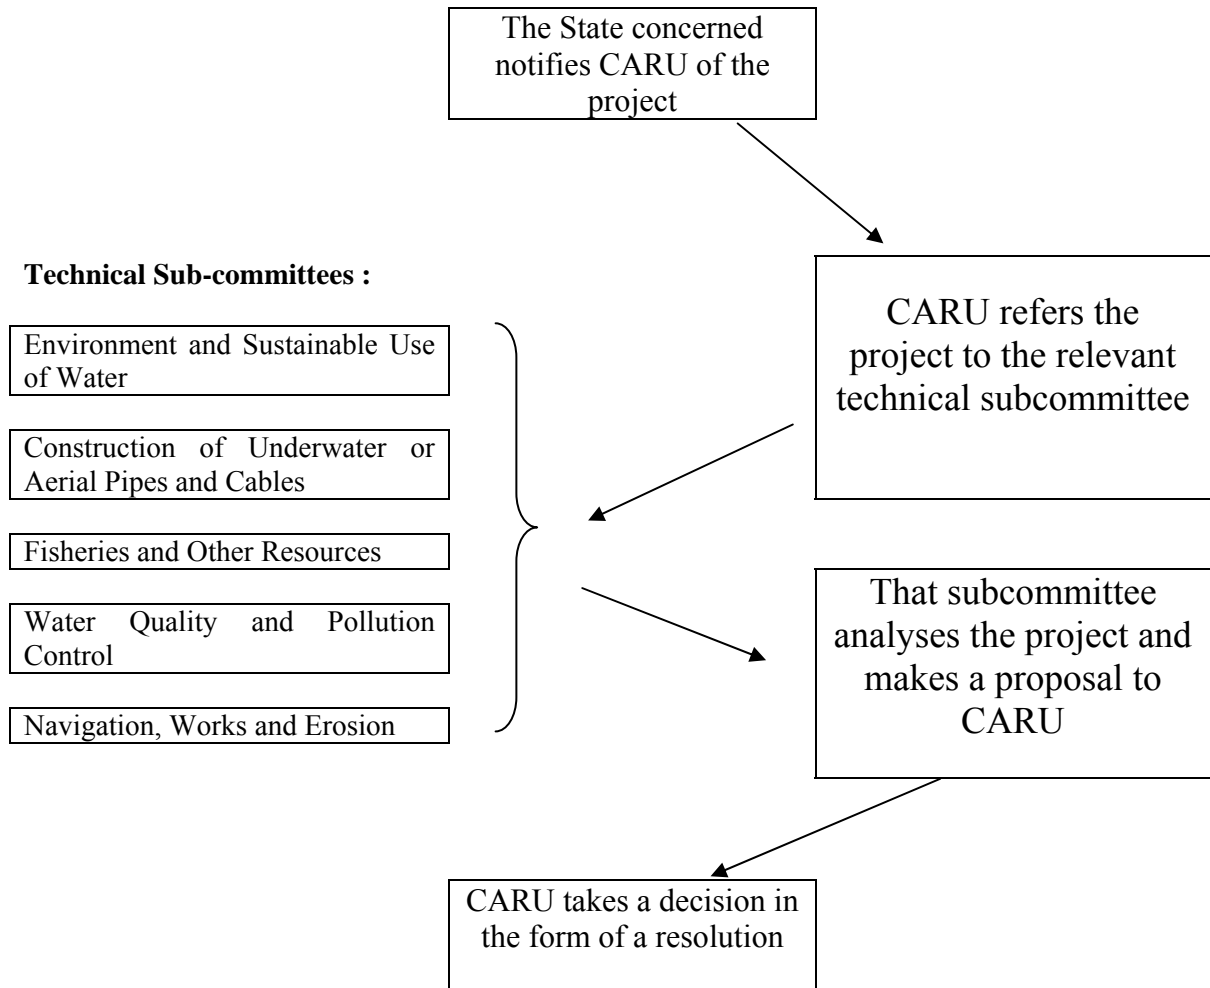 The State concerned
notifies CARU of the
project
Technical Sub-committees :
Environment and Sustainable Use
of Water
Construction of Underwater or
Aerial Pipes and Cables
Fisheries and Other Resources
Water Quality and Pollution
Control
Navigation, Works and Erosion
CARU refers the
project to the relevant
technical subcommittee
That subcommittee
analyses the project and
makes a proposal to
CARU
CARU takes a decision in
the form of a resolution